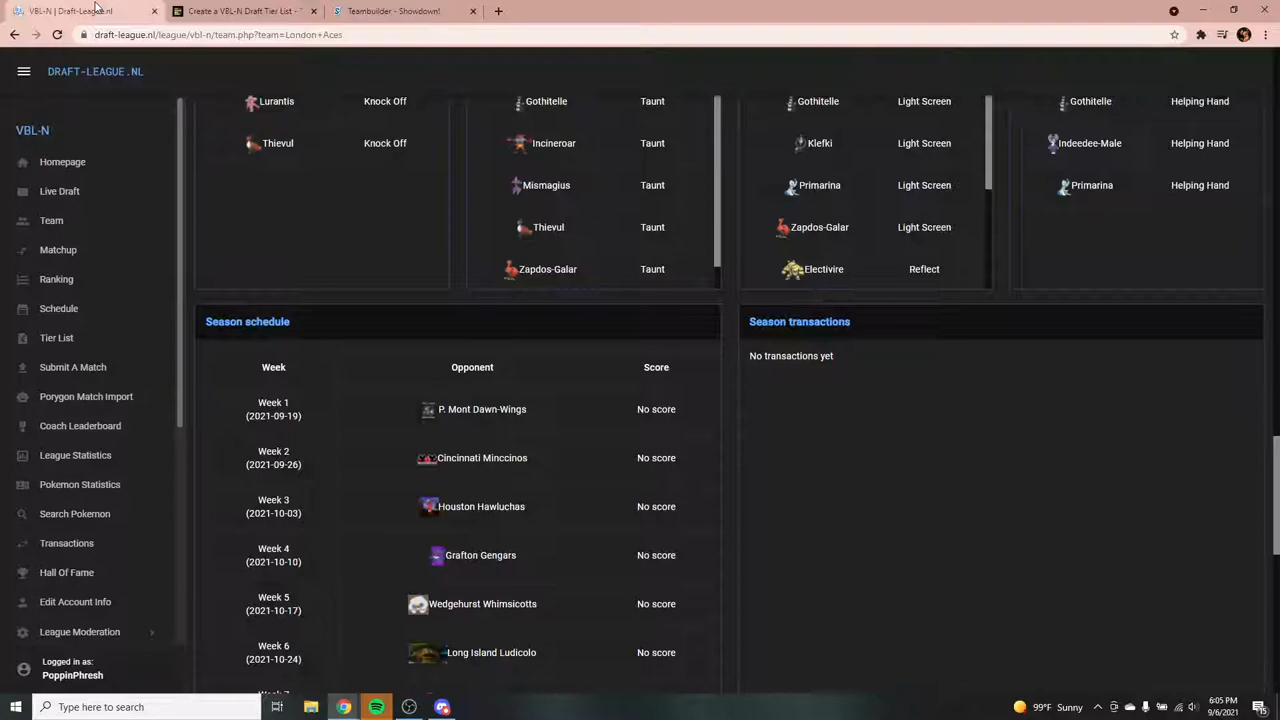 VBL-N | Draft-League.nl
Create a VBL-N Draft Tier List - T
Teambuilder - Showdown!
draft-league.nl/league/vbl-n/team.php?team=London+Aces
DRAFT-LEAGUE.NL
VBL-N
Homepage
Live Draft
Team
Matchup
Ranking
Schedule
Tier List
Submit A Match
Porygon Match Import
Coach Leaderboard
League Statistics
Pokemon Statistics
Search Pokemon
Transactions
Hall Of Fame
Edit Account Info
League Moderation
Logged in as:
PoppinPhresh
Lurantis Knock Off
Thievul Knock Off
Gothitelle Taunt
Incineroar Taunt
Mismagius Taunt
Thievul Taunt
Zapdos-Galar Taunt
Gothitelle Light Screen
Klefki Light Screen
Primarina Light Screen
Zapdos-Galar Light Screen
Electivire Reflect
Gothitelle Helping Hand
Indeedee-Male Helping Hand
Primarina Helping Hand
Season schedule
Week Opponent Score
Week 1
(2021-09-19) P. Mont Dawn-Wings No score
Week 2
(2021-09-26) Cincinnati Minccinos No score
Week 3
(2021-10-03) Houston Hawluchas No score
Week 4
(2021-10-10) Grafton Gengars No score
Week 5
(2021-10-17) Wedgehurst Whimsicotts No score
Week 6
(2021-10-24) Long Island Ludicolo No score
Season transactions
No transactions yet
Type here to search
99°F Sunny
6:05 PM
9/6/2021
15